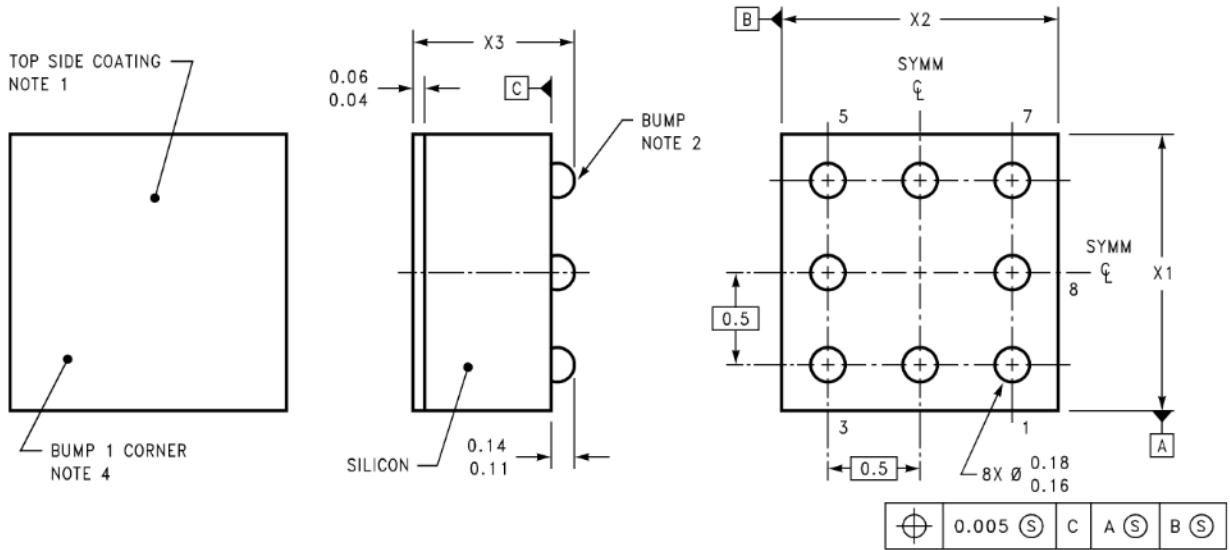 TOP SIDE COATING
NOTE 1
BUMP 1 CORNER
NOTE 4
X3
0.06
0.04
C
BUMP
NOTE 2
SILICON
0.14
0.11
B
X2
SYMM
℄
5
7
SYMM
℄
8
X1
0.5
3
1
A
0.5
8X Ø 0.18
0.16
⌖ 0.005 Ⓢ C A Ⓢ B Ⓢ